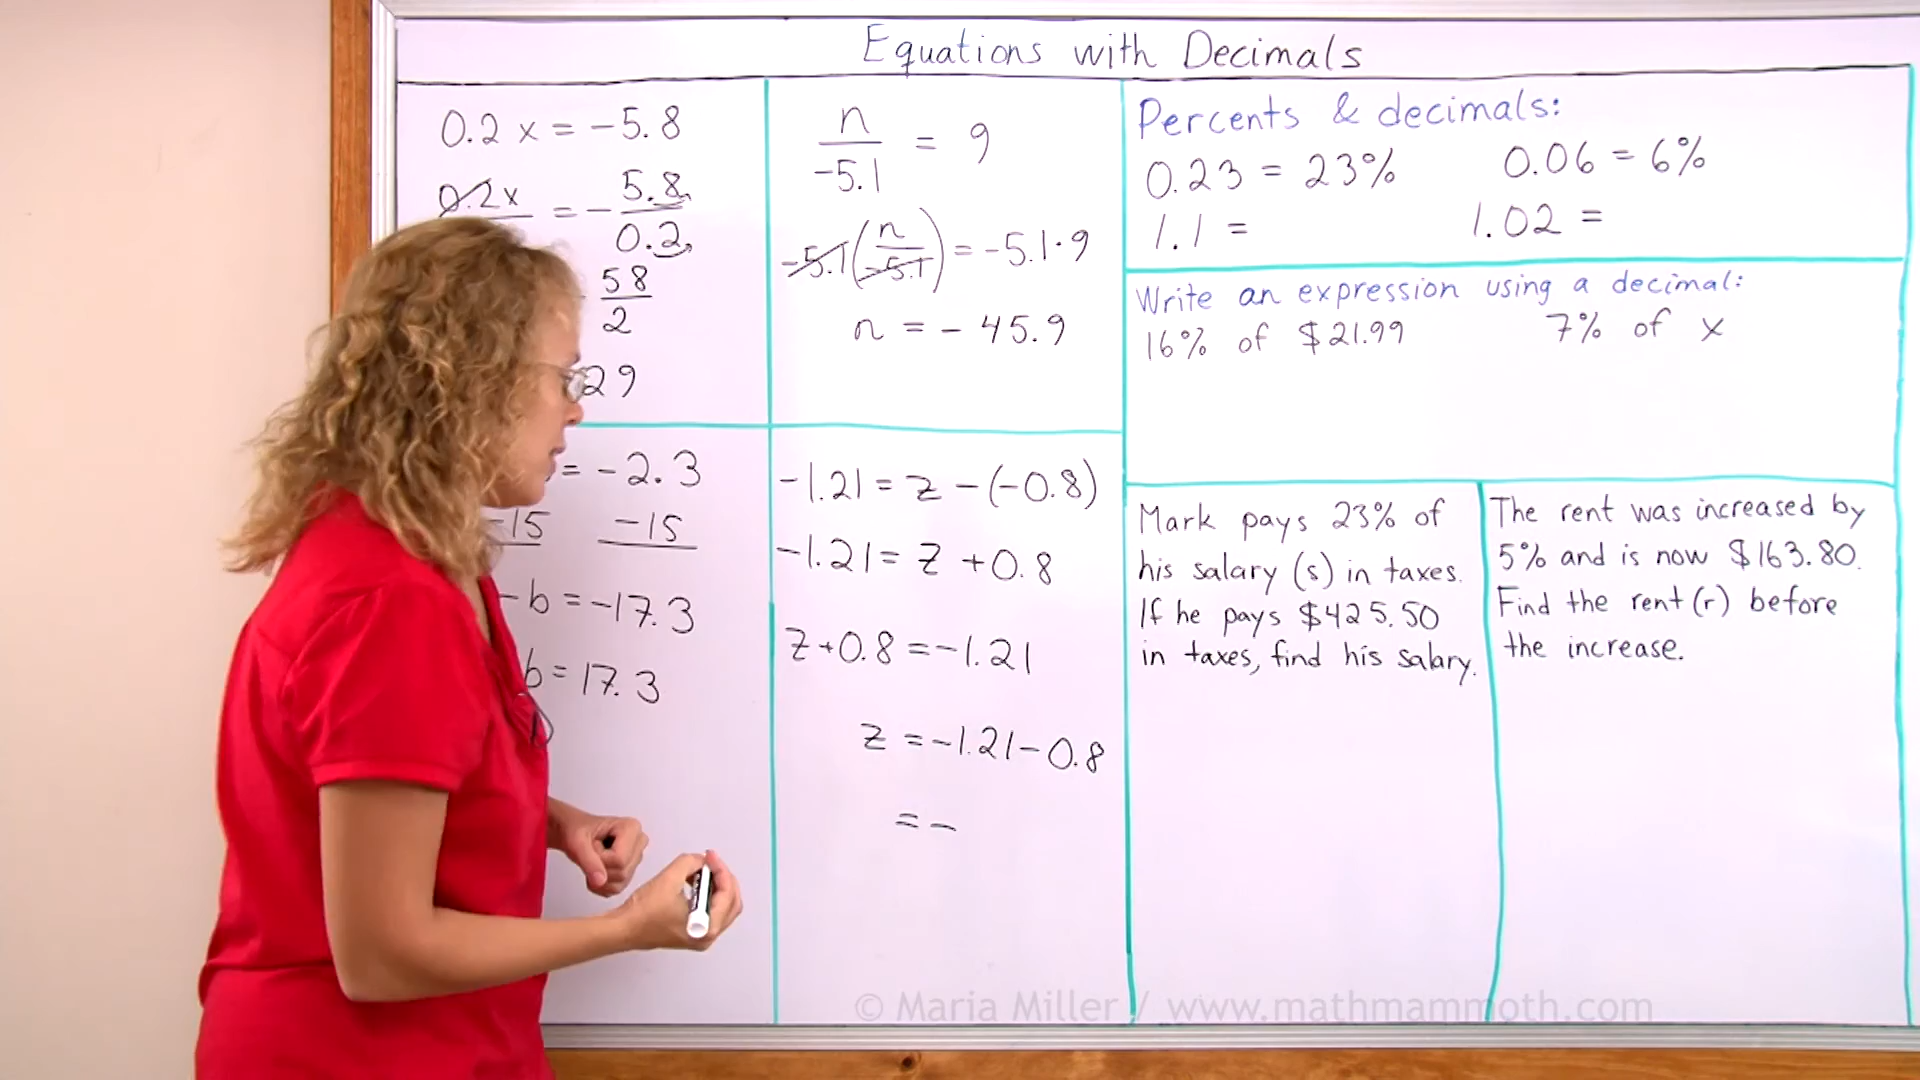 Equations with Decimals
0.2 x = -5.8
0.2x = - 5.8
0.2
58
2
29
= -2.3
-15 -15
-b = -17.3
b = 17.3
n
-5.1 = 9
-5.1(n/-5.1) = -5.1·9
n = - 45.9
-1.21 = z - (-0.8)
-1.21 = z + 0.8
z + 0.8 = -1.21
z = -1.21 - 0.8
= -
Percents & decimals:
0.23 = 23% 0.06 = 6%
1.1 = 1.02 =
Write an expression using a decimal:
16% of $21.99 7% of x
Mark pays 23% of
his salary (s) in taxes.
If he pays $425.50
in taxes, find his salary.
The rent was increased by
5% and is now $163.80.
Find the rent (r) before
the increase.
© Maria Miller / www.mathmammoth.com